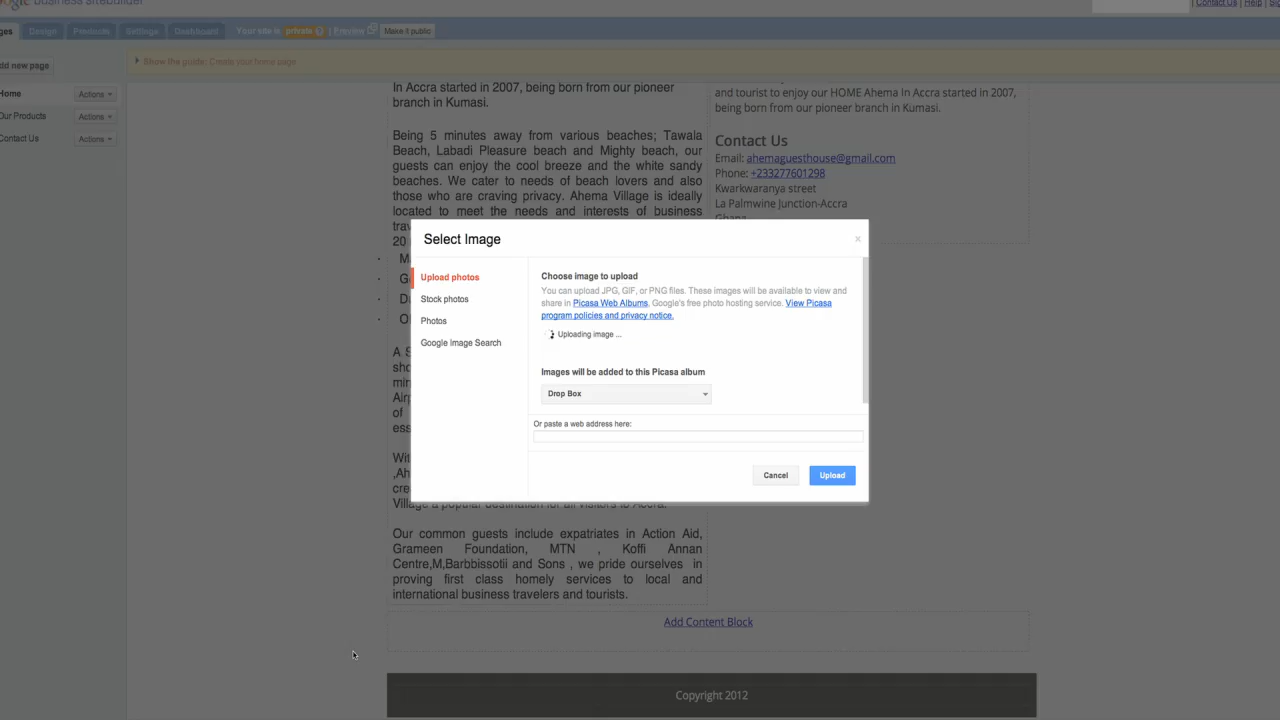 business sitebuilder
Contact Us | Help |
Design Products Settings Dashboard Your site is private Preview Make it public
dd new page
Show the guide: Create your home page
Home Actions
Our Products Actions
Contact Us Actions
In Accra started in 2007, being born from our pioneer
branch in Kumasi.
Being 5 minutes away from various beaches; Tawala
Beach, Labadi Pleasure beach and Mighty beach, our
guests can enjoy the cool breeze and the white sandy
beaches. We cater to needs of beach lovers and also
those who are craving privacy. Ahema Village is ideally
located to meet the needs and interests of business
20
and tourist to enjoy our HOME Ahema In Accra started in 2007,
being born from our pioneer branch in Kumasi.
Contact Us
Email: ahemaguesthouse@gmail.com
Phone: +233277601298
Kwarkwaranya street
La Palmwine Junction-Accra
Ghana
Select Image
×
Upload photos
Stock photos
Photos
Google Image Search
Choose image to upload
You can upload JPG, GIF, or PNG files. These images will be available to view and
share in Picasa Web Albums, Google's free photo hosting service. View Picasa
program policies and privacy notice.
Uploading image ...
Images will be added to this Picasa album
Drop Box
Or paste a web address here:
Cancel Upload
Village a popular destination for all visitors to Accra.
Our common guests include expatriates in Action Aid,
Grameen Foundation, MTN , Koffi Annan
Centre,M,Barbbissotii and Sons , we pride ourselves in
proving first class homely services to local and
international business travelers and tourists.
Add Content Block
Copyright 2012